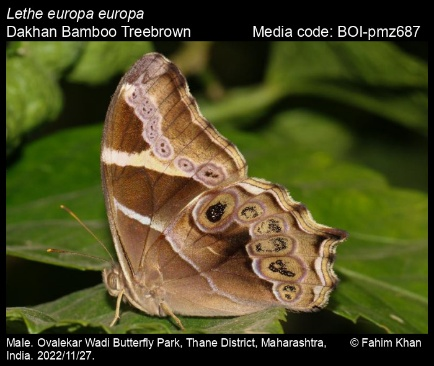 Lethe europa europa
Dakhan Bamboo Treebrown Media code: BOI-pmz687
Male. Ovalekar Wadi Butterfly Park, Thane District, Maharashtra, © Fahim Khan
India. 2022/11/27.